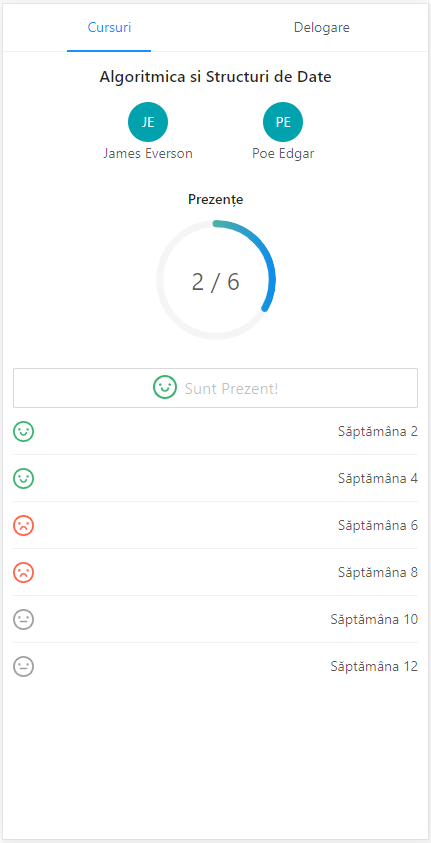 Cursuri Delogare
Algoritmica si Structuri de Date
JE PE
James Everson Poe Edgar
Prezențe
2 / 6
Sunt Prezent!
Săptămâna 2
Săptămâna 4
Săptămâna 6
Săptămâna 8
Săptămâna 10
Săptămâna 12